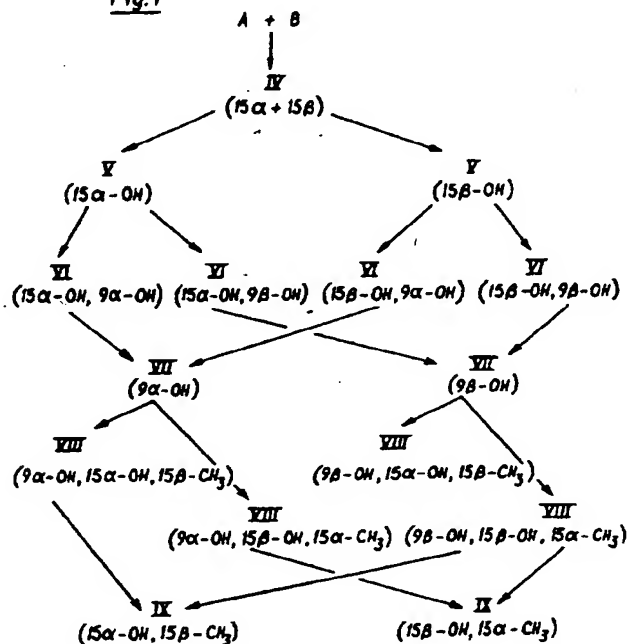 Fig. 1
A + B
IV
(15α + 15β)
V V
(15α-OH) (15β-OH)
VI VI VI VI
(15α-OH, 9α-OH) (15α-OH, 9β-OH) (15β-OH, 9α-OH) (15β-OH, 9β-OH)
VII VII
(9α-OH) (9β-OH)
VIII VIII
(9α-OH, 15α-OH, 15β-CH₃) (9β-OH, 15α-OH, 15β-CH₃)
VIII VIII
(9α-OH, 15β-OH, 15α-CH₃) (9β-OH, 15β-OH, 15α-CH₃)
IX IX
(15α-OH, 15β-CH₃) (15β-OH, 15α-CH₃)